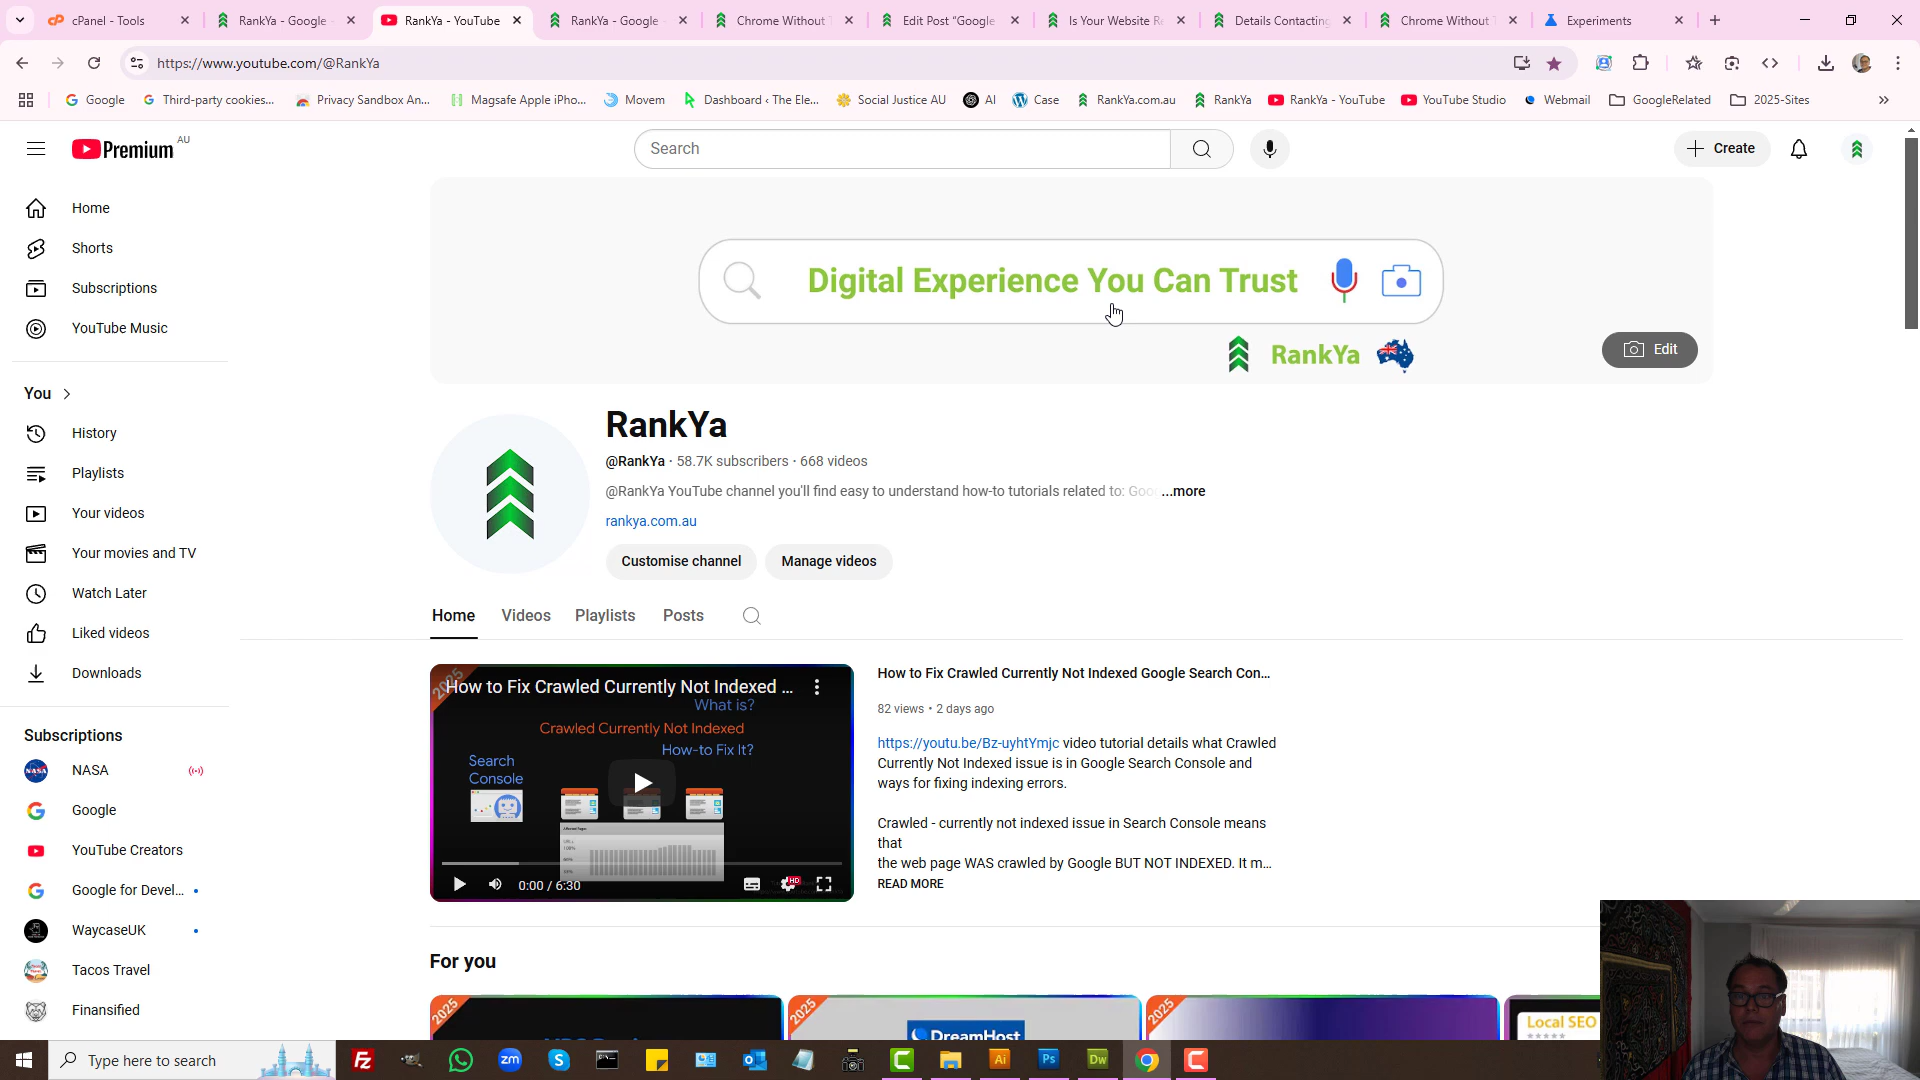 cPanel - Tools
RankYa - Google
RankYa - YouTube
RankYa - Google
Chrome Without T
Edit Post "Google
Is Your Website Re
Details Contacting
Chrome Without T
Experiments
https://www.youtube.com/@RankYa
Google
Third-party cookies...
Privacy Sandbox An...
Magsafe Apple iPho...
Movem
Dashboard ‹ The Ele...
Social Justice AU
AI
Case
RankYa.com.au
RankYa
RankYa - YouTube
YouTube Studio
Webmail
GoogleRelated
2025-Sites
Premium AU
Search
Create
Home
Shorts
Subscriptions
YouTube Music
You
History
Playlists
Your videos
Your movies and TV
Watch Later
Liked videos
Downloads
Subscriptions
NASA
Google
YouTube Creators
Google for Devel...
WaycaseUK
Tacos Travel
Finansified
Digital Experience You Can Trust
RankYa
Edit
RankYa
@RankYa · 58.7K subscribers · 668 videos
@RankYa YouTube channel you'll find easy to understand how-to tutorials related to: Goo ...more
rankya.com.au
Customise channel
Manage videos
Home
Videos
Playlists
Posts
2025
How to Fix Crawled Currently Not Indexed ...
What is?
Crawled Currently Not Indexed
How-to Fix It?
Search
Console
0:00 / 6:30
HD
How to Fix Crawled Currently Not Indexed Google Search Con...
82 views • 2 days ago
https://youtu.be/Bz-uyhtYmjc video tutorial details what Crawled
Currently Not Indexed issue is in Google Search Console and
ways for fixing indexing errors.
Crawled - currently not indexed issue in Search Console means
that
the web page WAS crawled by Google BUT NOT INDEXED. It m...
READ MORE
For you
2025
2025
DreamHost
2025
Local SEO
Type here to search